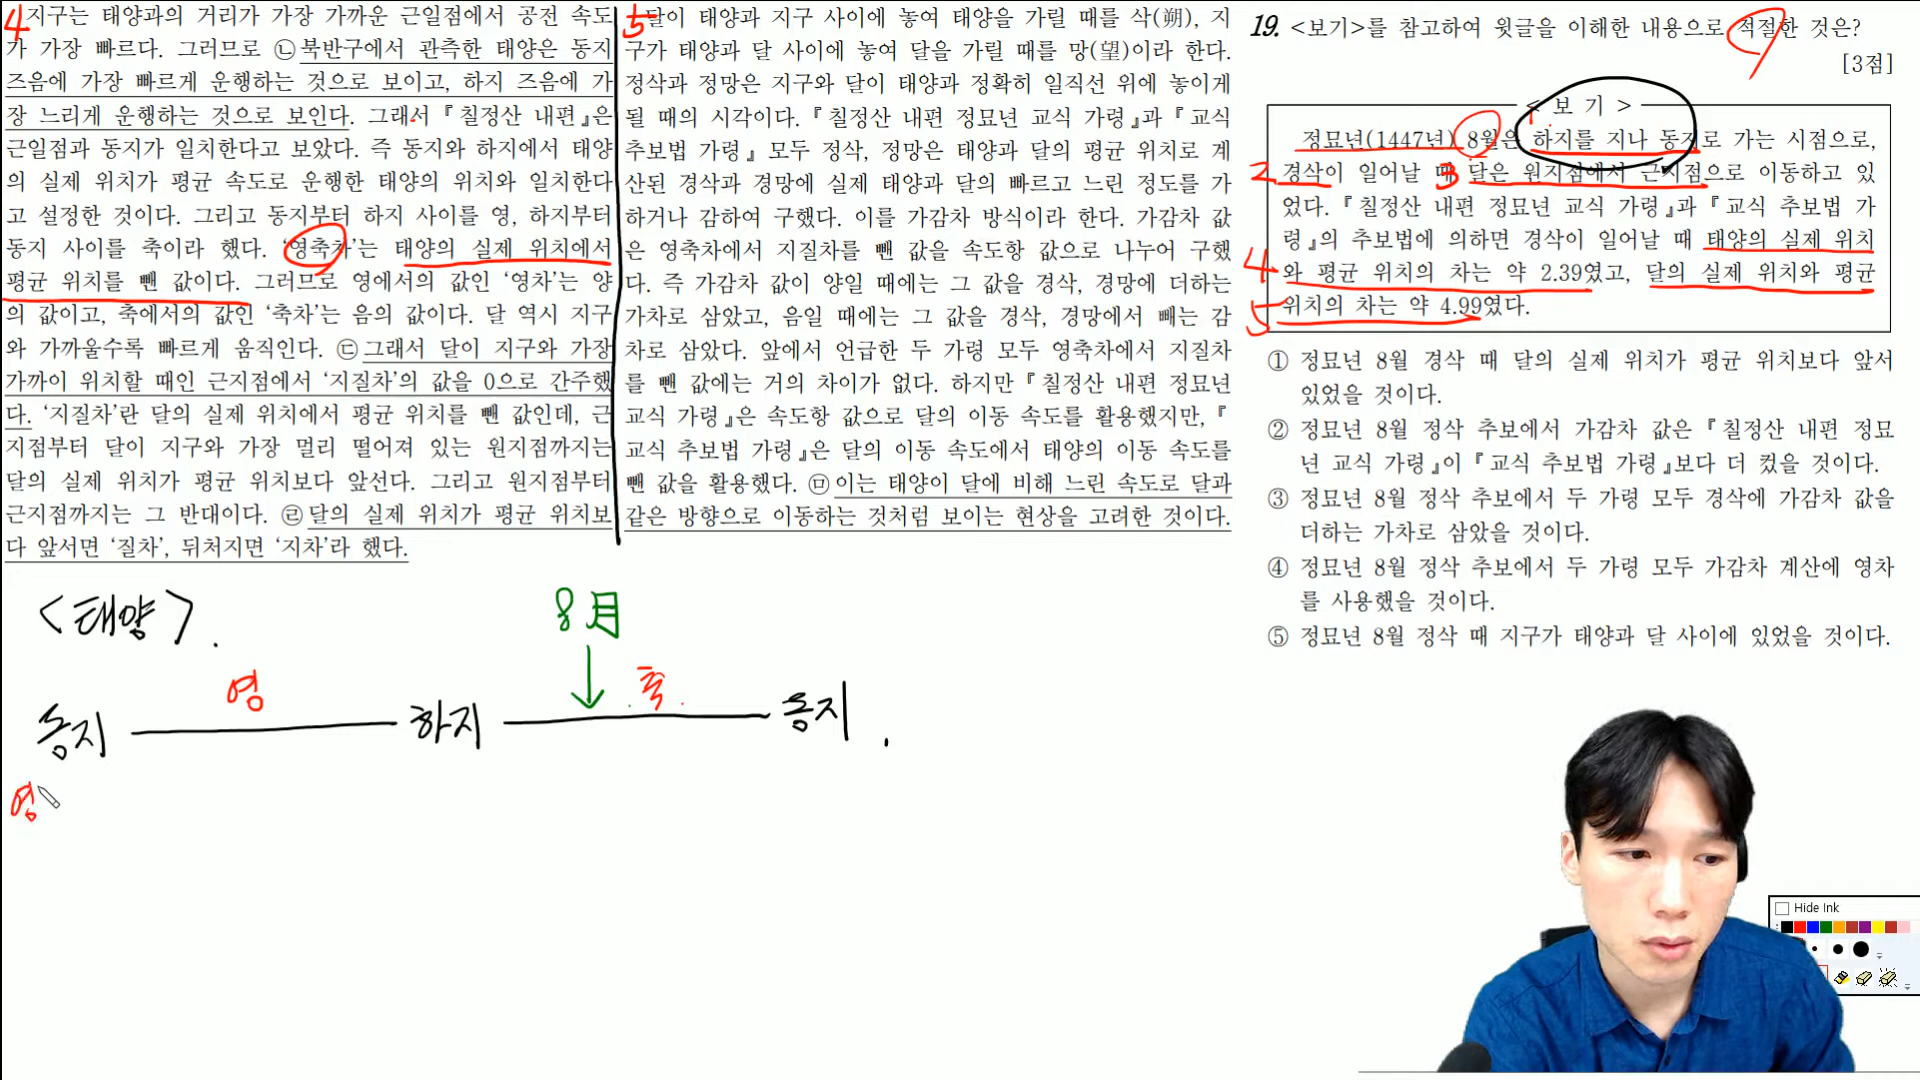 4 지구는 태양과의 거리가 가장 가까운 근일점에서 공전 속도
가 가장 빠르다. 그러므로 ㉡ 북반구에서 관측한 태양은 동지
즈음에 가장 빠르게 운행하는 것으로 보이고, 하지 즈음에 가
장 느리게 운행하는 것으로 보인다. 그래서 『칠정산 내편』은
근일점과 동지가 일치한다고 보았다. 즉 동지와 하지에서 태양
의 실제 위치가 평균 속도로 운행한 태양의 위치와 일치한다
고 설정한 것이다. 그리고 동지부터 하지 사이를 영, 하지부터
동지 사이를 축이라 했다. ‘영축차’는 태양의 실제 위치에서
평균 위치를 뺀 값이다. 그러므로 영에서의 값인 ‘영차’는 양
의 값이고, 축에서의 값인 ‘축차’는 음의 값이다. 달 역시 지구
와 가까울수록 빠르게 움직인다. ㉢ 그래서 달이 지구와 가장
가까이 위치할 때인 근지점에서 ‘지질차’의 값을 0으로 간주했
다. ‘지질차’란 달의 실제 위치에서 평균 위치를 뺀 값인데, 근
지점부터 달이 지구와 가장 멀리 떨어져 있는 원지점까지는
달의 실제 위치가 평균 위치보다 앞선다. 그리고 원지점부터
근지점까지는 그 반대이다. ㉣ 달의 실제 위치가 평균 위치보
다 앞서면 ‘질차’, 뒤처지면 ‘지차’라 했다.
5 달이 태양과 지구 사이에 놓여 태양을 가릴 때를 삭(朔), 지
구가 태양과 달 사이에 놓여 달을 가릴 때를 망(望)이라 한다.
정삭과 정망은 지구와 달이 태양과 정확히 일직선 위에 놓이게
될 때의 시각이다. 『칠정산 내편 정묘년 교식 가령』과 『교식
추보법 가령』 모두 정삭, 정망은 태양과 달의 평균 위치로 계
산된 경삭과 경망에 실제 태양과 달의 빠르고 느린 정도를 가
하거나 감하여 구했다. 이를 가감차 방식이라 한다. 가감차 값
은 영축차에서 지질차를 뺀 값을 속도항 값으로 나누어 구했
다. 즉 가감차 값이 양일 때에는 그 값을 경삭, 경망에 더하는
가차로 삼았고, 음일 때에는 그 값을 경삭, 경망에서 빼는 감
차로 삼았다. 앞에서 언급한 두 가령 모두 영축차에서 지질차
를 뺀 값에는 거의 차이가 없다. 하지만 『칠정산 내편 정묘년
교식 가령』은 속도항 값으로 달의 이동 속도를 활용했지만, 『
교식 추보법 가령』은 달의 이동 속도에서 태양의 이동 속도를
뺀 값을 활용했다. ㉤ 이는 태양이 달에 비해 느린 속도로 달과
같은 방향으로 이동하는 것처럼 보이는 현상을 고려한 것이다.
19. <보기>를 참고하여 윗글을 이해한 내용으로 적절한 것은?
[3점]
< 보 기 >
정묘년(1447년) 8월은 하지를 지나 동지로 가는 시점으로,
2 경삭이 일어날 때 3 달은 원지점에서 근지점으로 이동하고 있
었다. 『칠정산 내편 정묘년 교식 가령』과 『교식 추보법 가
령』의 추보법에 의하면 경삭이 일어날 때 태양의 실제 위치
4 와 평균 위치의 차는 약 2.39였고, 달의 실제 위치와 평균
5 위치의 차는 약 4.99였다.
① 정묘년 8월 경삭 때 달의 실제 위치가 평균 위치보다 앞서
있었을 것이다.
② 정묘년 8월 정삭 추보에서 가감차 값은 『칠정산 내편 정묘
년 교식 가령』이 『교식 추보법 가령』보다 더 컸을 것이다.
③ 정묘년 8월 정삭 추보에서 두 가령 모두 경삭에 가감차 값을
더하는 가차로 삼았을 것이다.
④ 정묘년 8월 정삭 추보에서 두 가령 모두 가감차 계산에 영차
를 사용했을 것이다.
⑤ 정묘년 8월 정삭 때 지구가 태양과 달 사이에 있었을 것이다.
<태양>.
8月
영 축
동지 하지 동지.
영
Hide Ink